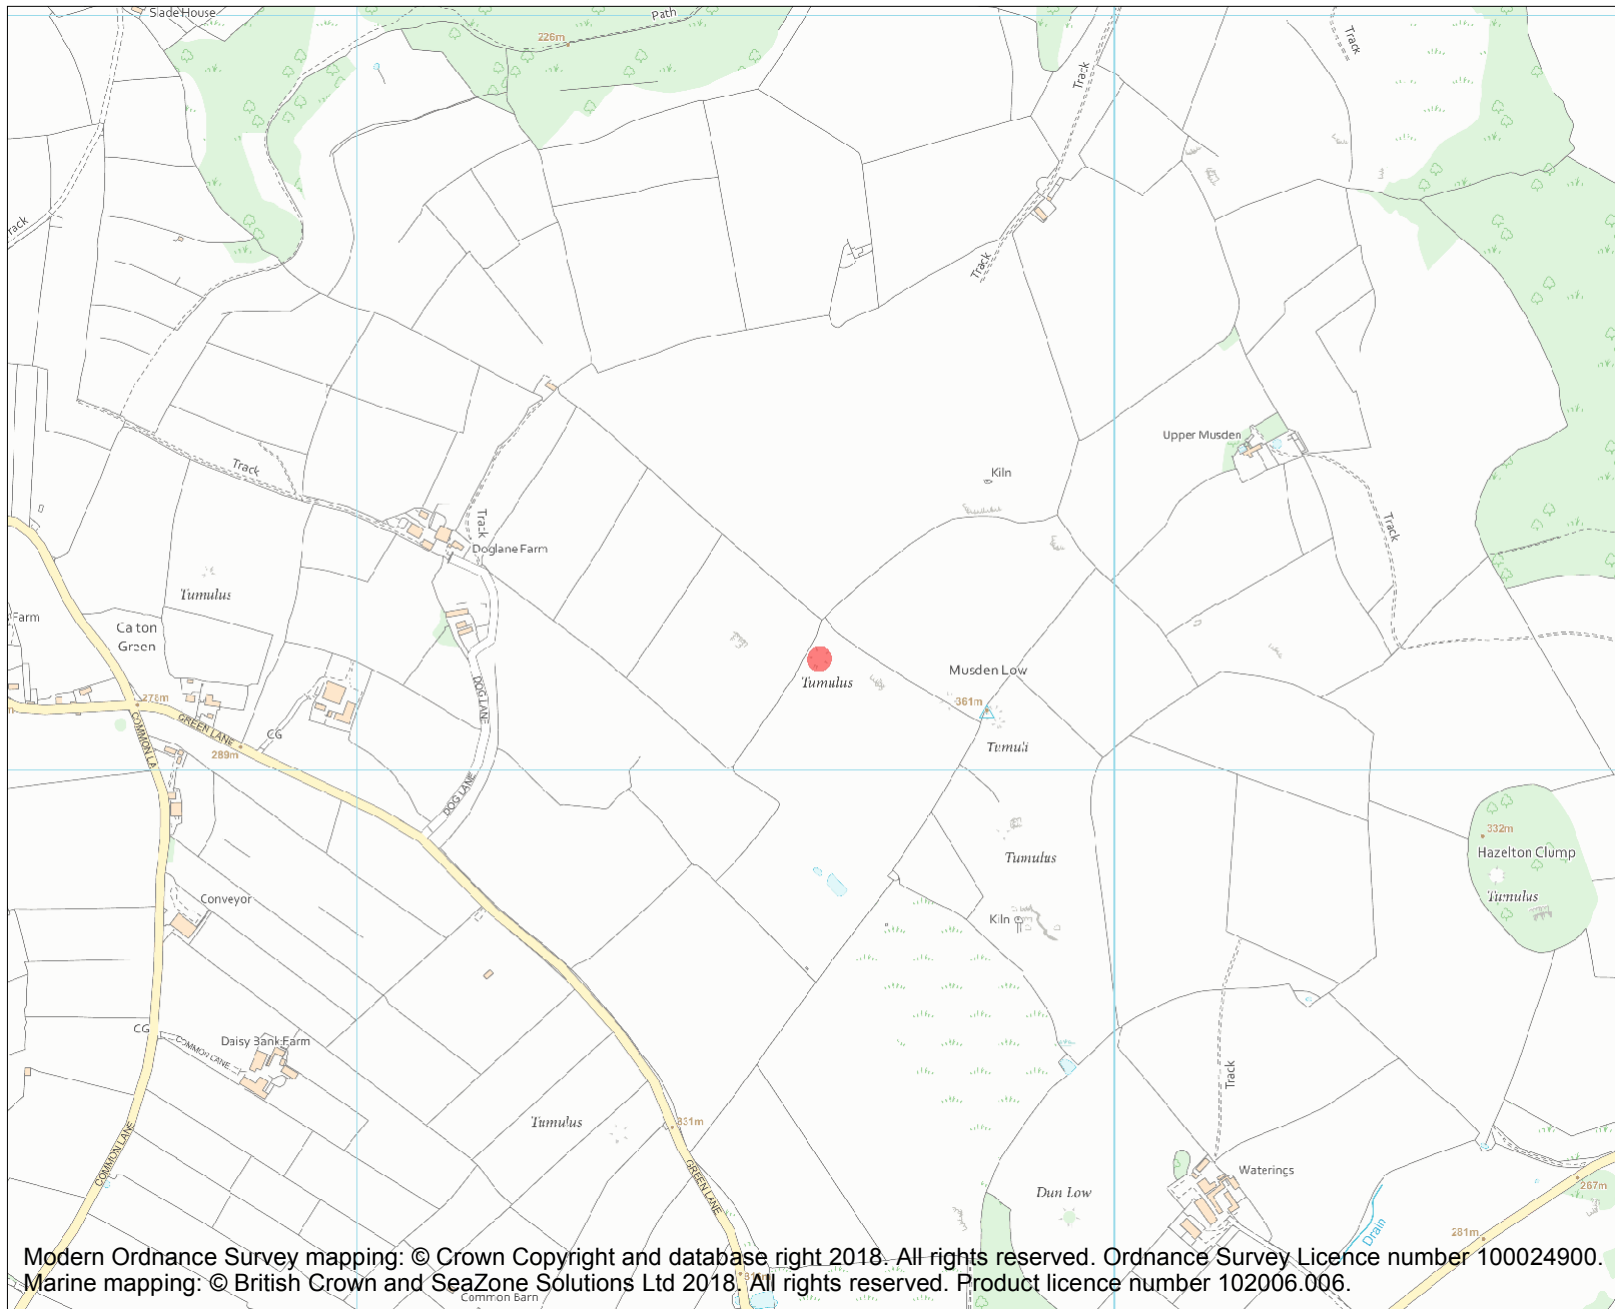 Slade House
Path
226m
Track
Track
Track
Track
rack
Upper Musden
Track
Kiln
Track
Track
Doglane Farm
Tumulus
Farm
Calton
Green
Musden Low
Tumulus
361m
DOG LANE
278m
GREEN LANE
COMMON LA
CG
289m
Tumuli
DOG LANE
332m
Hazelton Clump
Tumulus
Tumulus
Conveyor
Kiln
CG
COMMON LANE
Daisy Bank Farm
Track
Tumulus
331m
COMMON LANE
GREEN LANE
Waterings
Dun Low
267m
Drain
281m
Modern Ordnance Survey mapping: © Crown Copyright and database right 2018. All rights reserved. Ordnance Survey Licence number 100024900.
Marine mapping: © British Crown and SeaZone Solutions Ltd 2018. All rights reserved. Product licence number 102006.006.
Common Barn